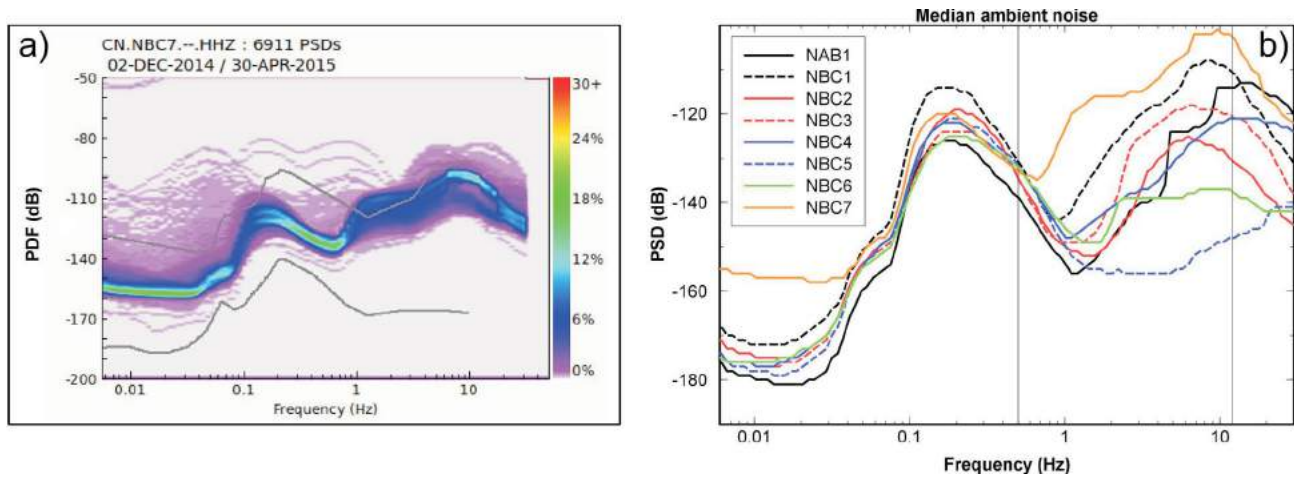 a)
CN.NBC7.--.HHZ : 6911 PSDs
02-DEC-2014 / 30-APR-2015
PDF (dB)
-50
-80
-110
-140
-170
-200
0.01 0.1 1 10
Frequency (Hz)
30+
24%
18%
12%
6%
0%
Median ambient noise
b)
NAB1
NBC1
NBC2
NBC3
NBC4
NBC5
NBC6
NBC7
PSD (dB)
-120
-140
-160
-180
0.01 0.1 1 10
Frequency (Hz)